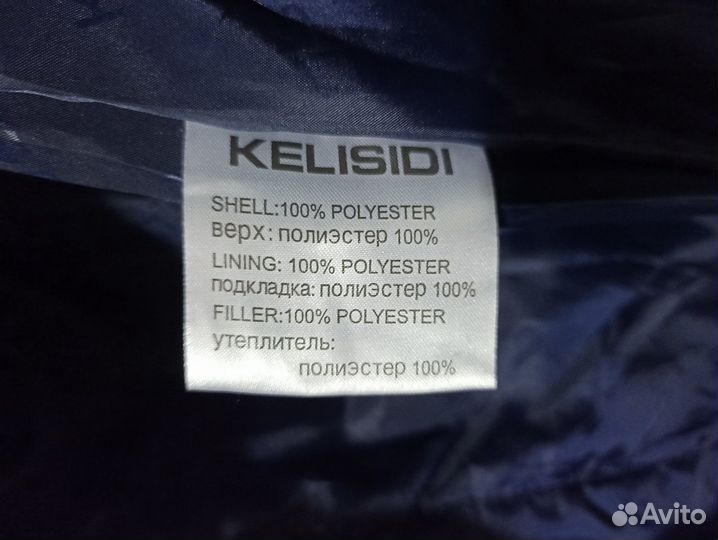 KELISIDI
SHELL:100% POLYESTER
верх: полиэстер 100%
LINING: 100% POLYESTER
подкладка: полиэстер 100%
FILLER:100% POLYESTER
утеплитель:
полиэстер 100%
Avito